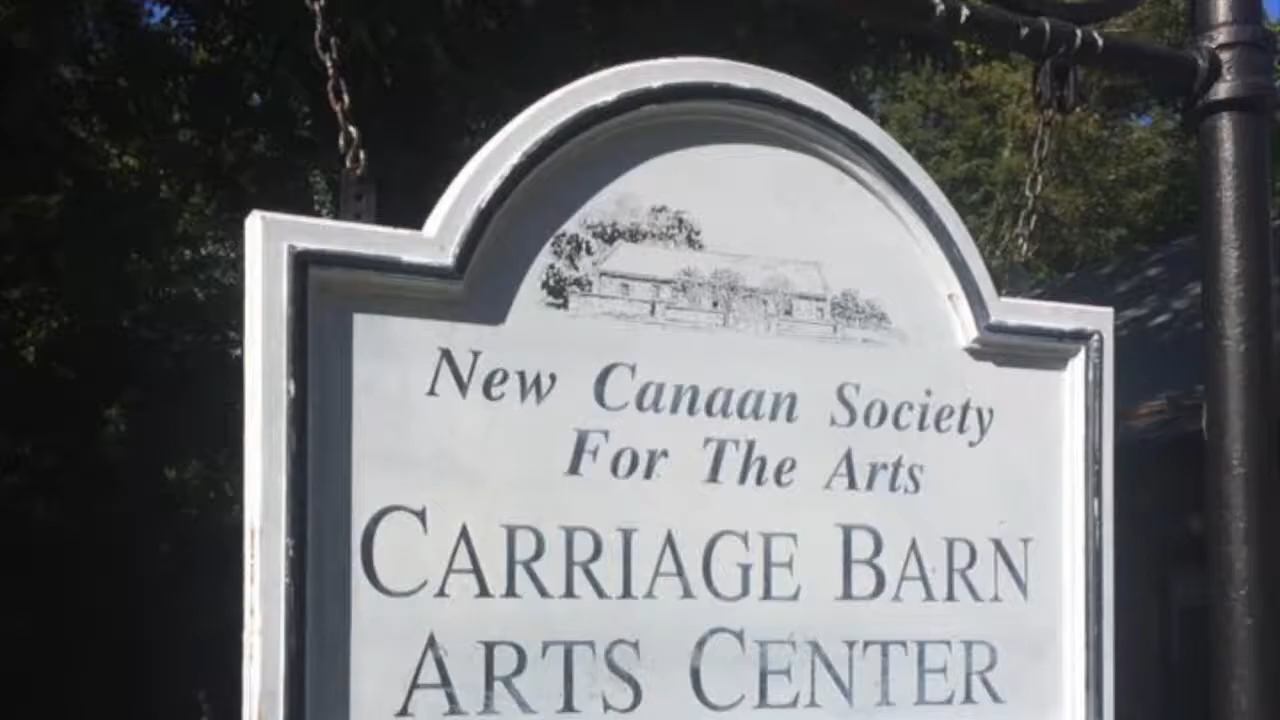 New Canaan Society
For The Arts
CARRIAGE BARN
ARTS CENTER